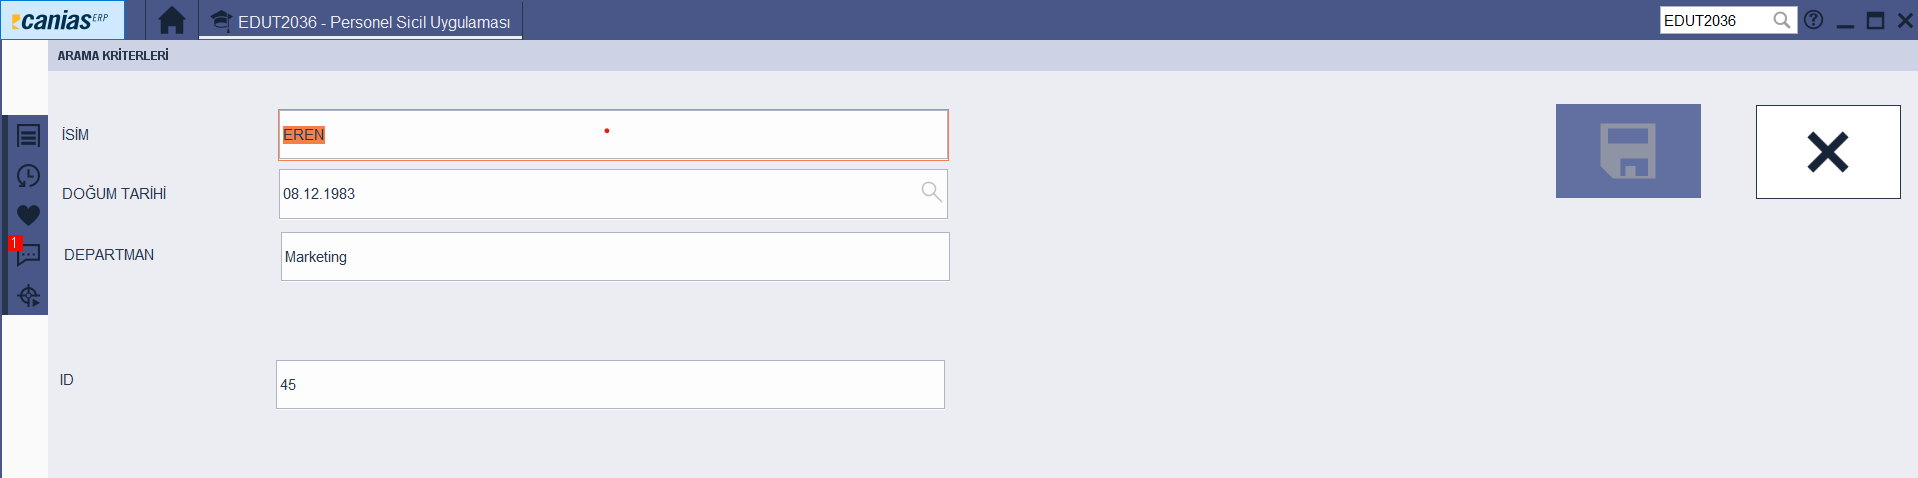 canias ERP
EDUT2036 - Personel Sicil Uygulaması
EDUT2036
ARAMA KRİTERLERİ
İSİM
EREN
DOĞUM TARİHİ
08.12.1983
DEPARTMAN
Marketing
1
ID
45